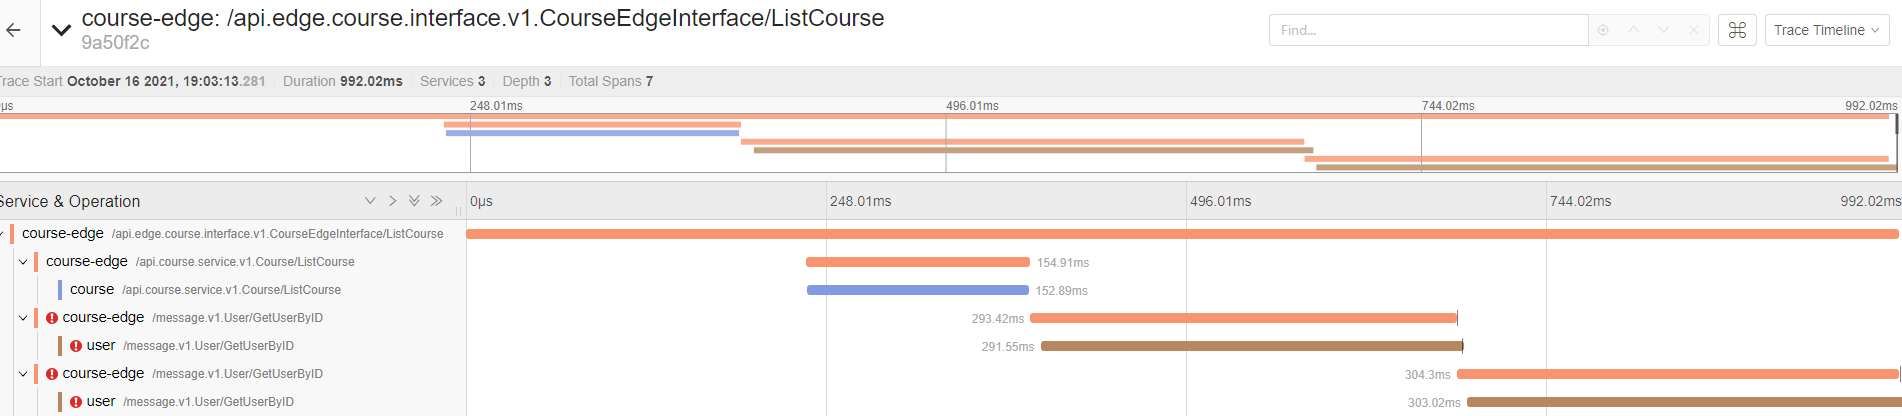 course-edge: /api.edge.course.interface.v1.CourseEdgeInterface/ListCourse
9a50f2c
Find...
Trace Timeline
Trace Start October 16 2021, 19:03:13.281 Duration 992.02ms Services 3 Depth 3 Total Spans 7
0µs 248.01ms 496.01ms 744.02ms 992.02ms
Service & Operation 0µs 248.01ms 496.01ms 744.02ms 992.02ms
course-edge /api.edge.course.interface.v1.CourseEdgeInterface/ListCourse
course-edge /api.course.service.v1.Course/ListCourse 154.91ms
course /api.course.service.v1.Course/ListCourse 152.89ms
course-edge /message.v1.User/GetUserByID 293.42ms
user /message.v1.User/GetUserByID 291.55ms
course-edge /message.v1.User/GetUserByID 304.3ms
user /message.v1.User/GetUserByID 303.02ms